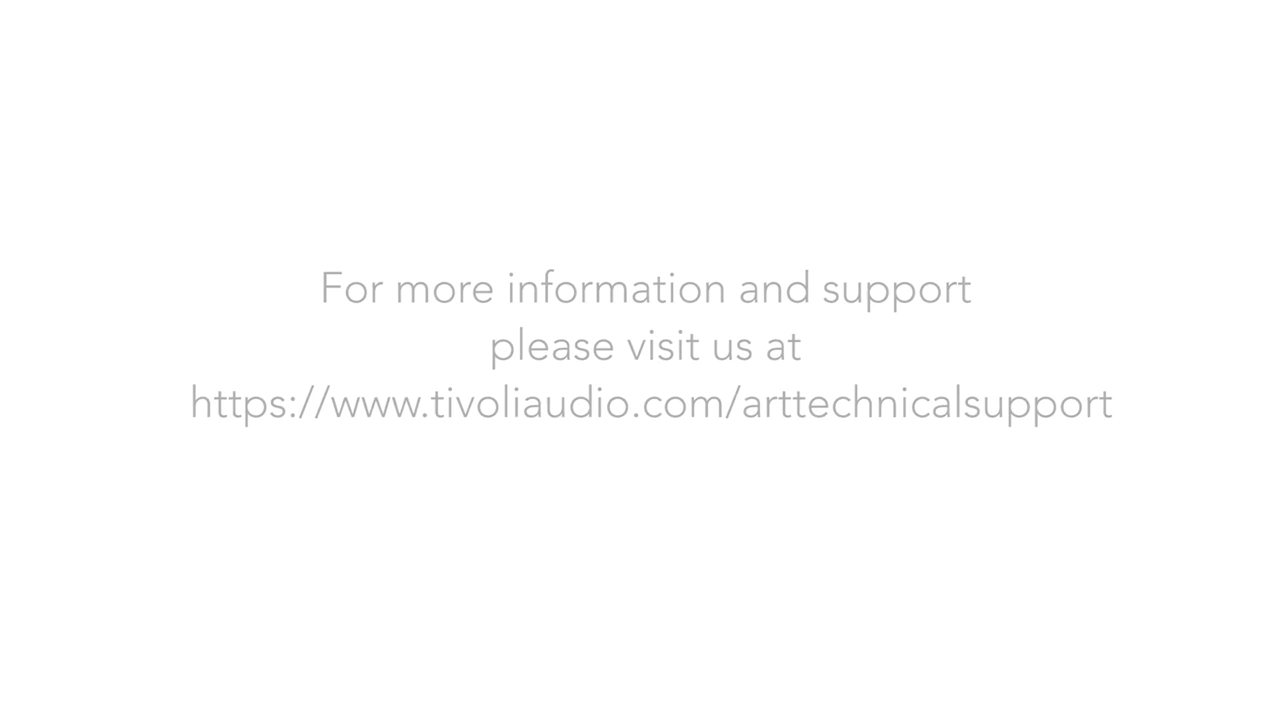 For more information and support
please visit us at
https://www.tivoliaudio.com/arttechnicalsupport